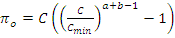 π_o = C((c/c_min)^{a+b−1} − 1)